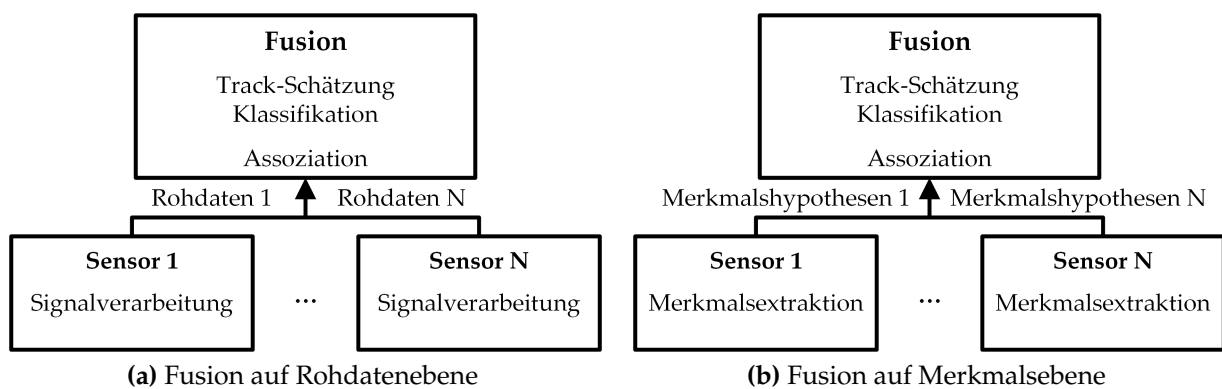 Fusion
Track-Schätzung
Klassifikation
Assoziation
Rohdaten 1
Rohdaten N
Sensor 1
Signalverarbeitung
...
Sensor N
Signalverarbeitung
(a) Fusion auf Rohdatenebene
Fusion
Track-Schätzung
Klassifikation
Assoziation
Merkmalshypothesen 1
Merkmalshypothesen N
Sensor 1
Merkmalsextraktion
...
Sensor N
Merkmalsextraktion
(b) Fusion auf Merkmalsebene